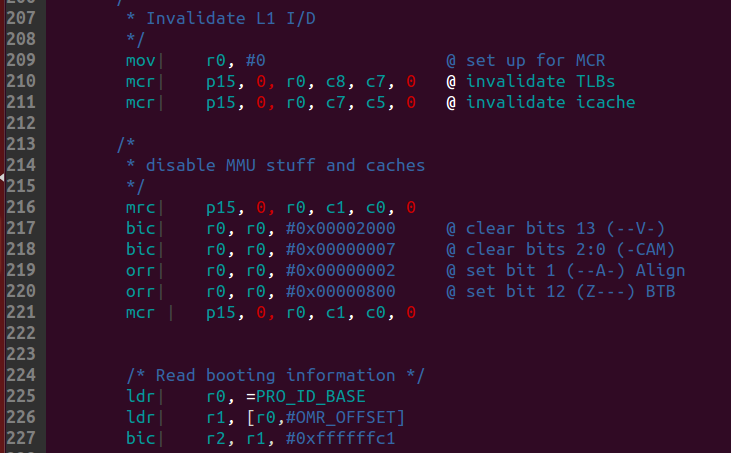 207 * Invalidate L1 I/D
208 */
209 mov| r0, #0 @ set up for MCR
210 mcr| p15, 0, r0, c8, c7, 0 @ invalidate TLBs
211 mcr| p15, 0, r0, c7, c5, 0 @ invalidate icache
212
213 /*
214 * disable MMU stuff and caches
215 */
216 mrc| p15, 0, r0, c1, c0, 0
217 bic| r0, r0, #0x00002000 @ clear bits 13 (--V-)
218 bic| r0, r0, #0x00000007 @ clear bits 2:0 (-CAM)
219 orr| r0, r0, #0x00000002 @ set bit 1 (--A-) Align
220 orr| r0, r0, #0x00000800 @ set bit 12 (Z---) BTB
221 mcr | p15, 0, r0, c1, c0, 0
222
223
224 /* Read booting information */
225 ldr| r0, =PRO_ID_BASE
226 ldr| r1, [r0,#OMR_OFFSET]
227 bic| r2, r1, #0xffffffc1